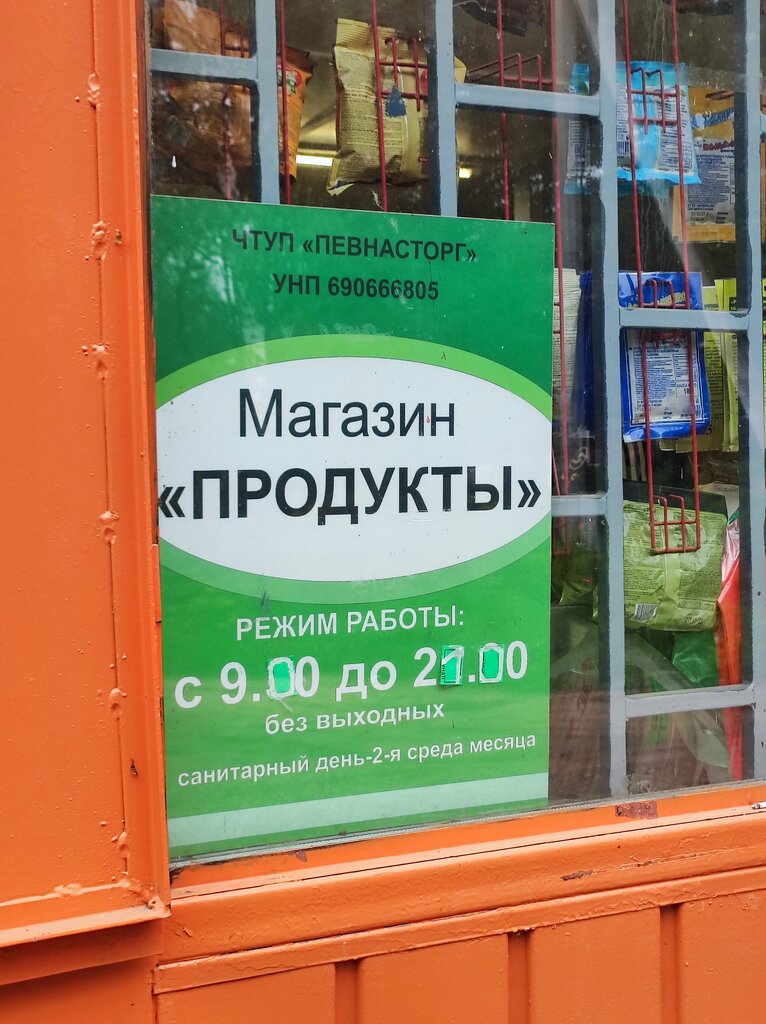 ЧТУП «ПЕВНАСТОРГ»
УНП 690666805
Магазин
«ПРОДУКТЫ»
РЕЖИМ РАБОТЫ:
с 9.00 до 21.00
без выходных
санитарный день-2-я среда месяца